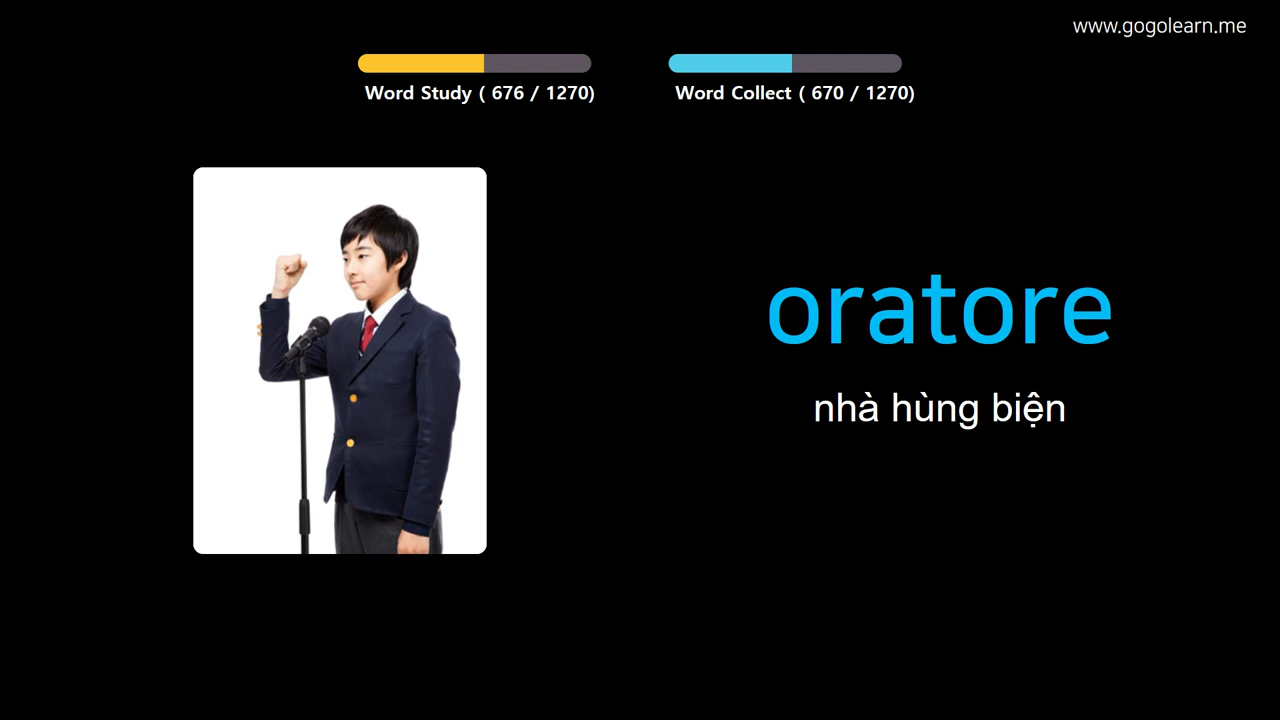 www.gogolearn.me
Word Study ( 676 / 1270)
Word Collect ( 670 / 1270)
oratore
nhà hùng biện